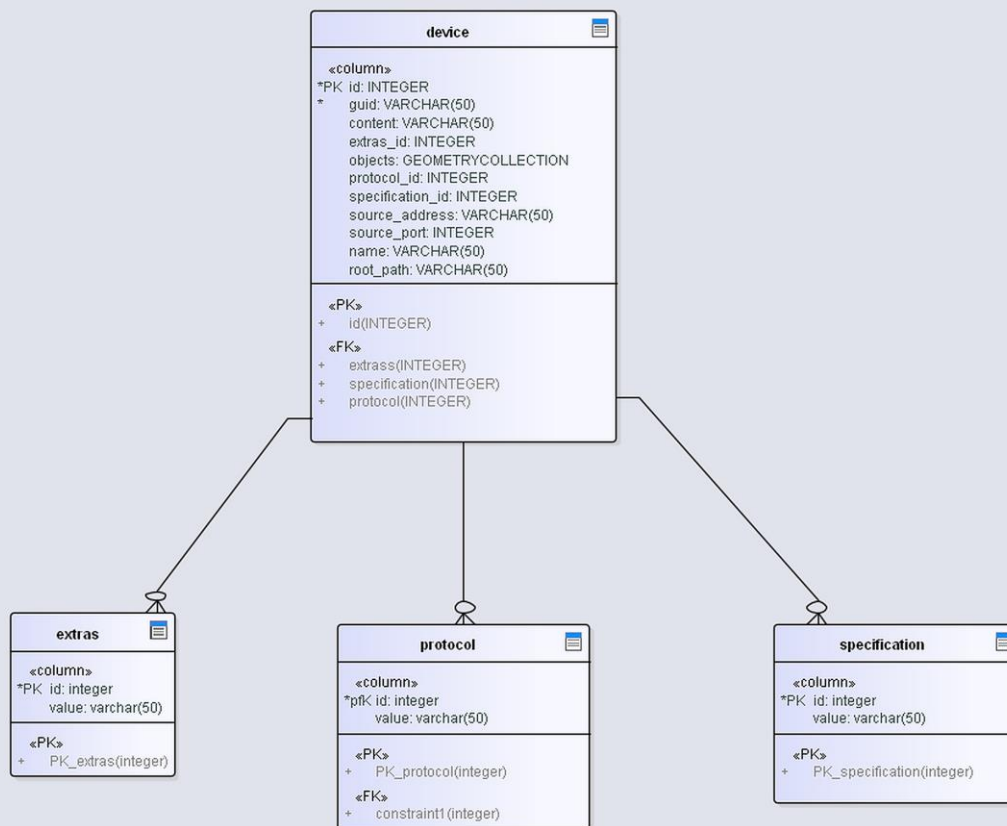 device
«column»
*PK id: INTEGER
* guid: VARCHAR(50)
content: VARCHAR(50)
extras_id: INTEGER
objects: GEOMETRYCOLLECTION
protocol_id: INTEGER
specification_id: INTEGER
source_address: VARCHAR(50)
source_port: INTEGER
name: VARCHAR(50)
root_path: VARCHAR(50)
«PK»
+ id(INTEGER)
«FK»
+ extrass(INTEGER)
+ specification(INTEGER)
+ protocol(INTEGER)
extras
«column»
*PK id: integer
value: varchar(50)
«PK»
+ PK_extras(integer)
protocol
«column»
*pfK id: integer
value: varchar(50)
«PK»
+ PK_protocol(integer)
«FK»
+ constraint1(integer)
specification
«column»
*PK id: integer
value: varchar(50)
«PK»
+ PK_specification(integer)